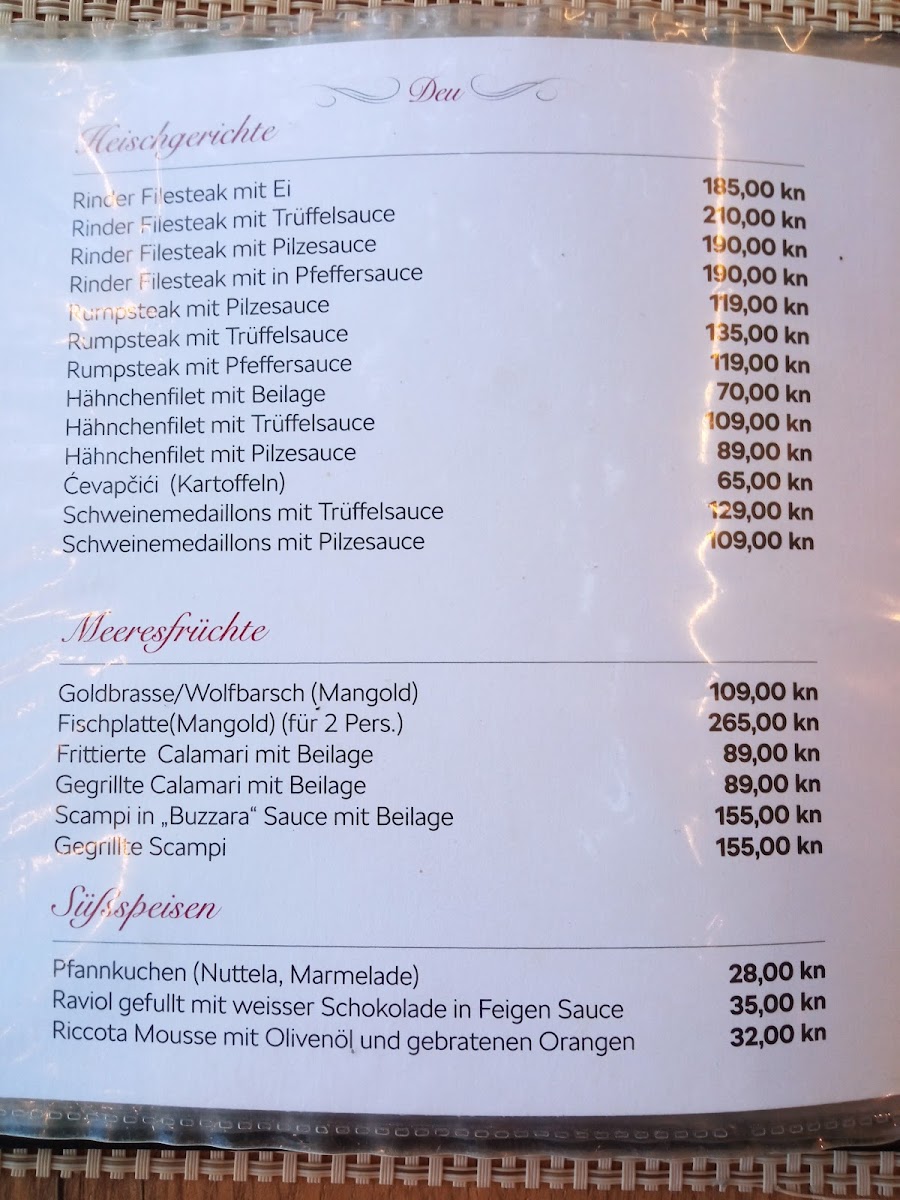 Deu
Fleischgerichte
Rinder Filesteak mit Ei 185,00 kn
Rinder Filesteak mit Trüffelsauce 210,00 kn
Rinder Filesteak mit Pilzesauce 190,00 kn
Rinder Filesteak mit in Pfeffersauce 190,00 kn
Rumpsteak mit Pilzesauce 119,00 kn
Rumpsteak mit Trüffelsauce 135,00 kn
Rumpsteak mit Pfeffersauce 119,00 kn
Hähnchenfilet mit Beilage 70,00 kn
Hähnchenfilet mit Trüffelsauce 109,00 kn
Hähnchenfilet mit Pilzesauce 89,00 kn
Ćevapčići (Kartoffeln) 65,00 kn
Schweinemedaillons mit Trüffelsauce 129,00 kn
Schweinemedaillons mit Pilzesauce 109,00 kn
Meeresfrüchte
Goldbrasse/Wolfbarsch (Mangold) 109,00 kn
Fischplatte(Mangold) (für 2 Pers.) 265,00 kn
Frittierte Calamari mit Beilage 89,00 kn
Gegrillte Calamari mit Beilage 89,00 kn
Scampi in „Buzzara“ Sauce mit Beilage 155,00 kn
Gegrillte Scampi 155,00 kn
Süßspeisen
Pfannkuchen (Nuttela, Marmelade) 28,00 kn
Raviol gefullt mit weisser Schokolade in Feigen Sauce 35,00 kn
Riccota Mousse mit Olivenöl und gebratenen Orangen 32,00 kn